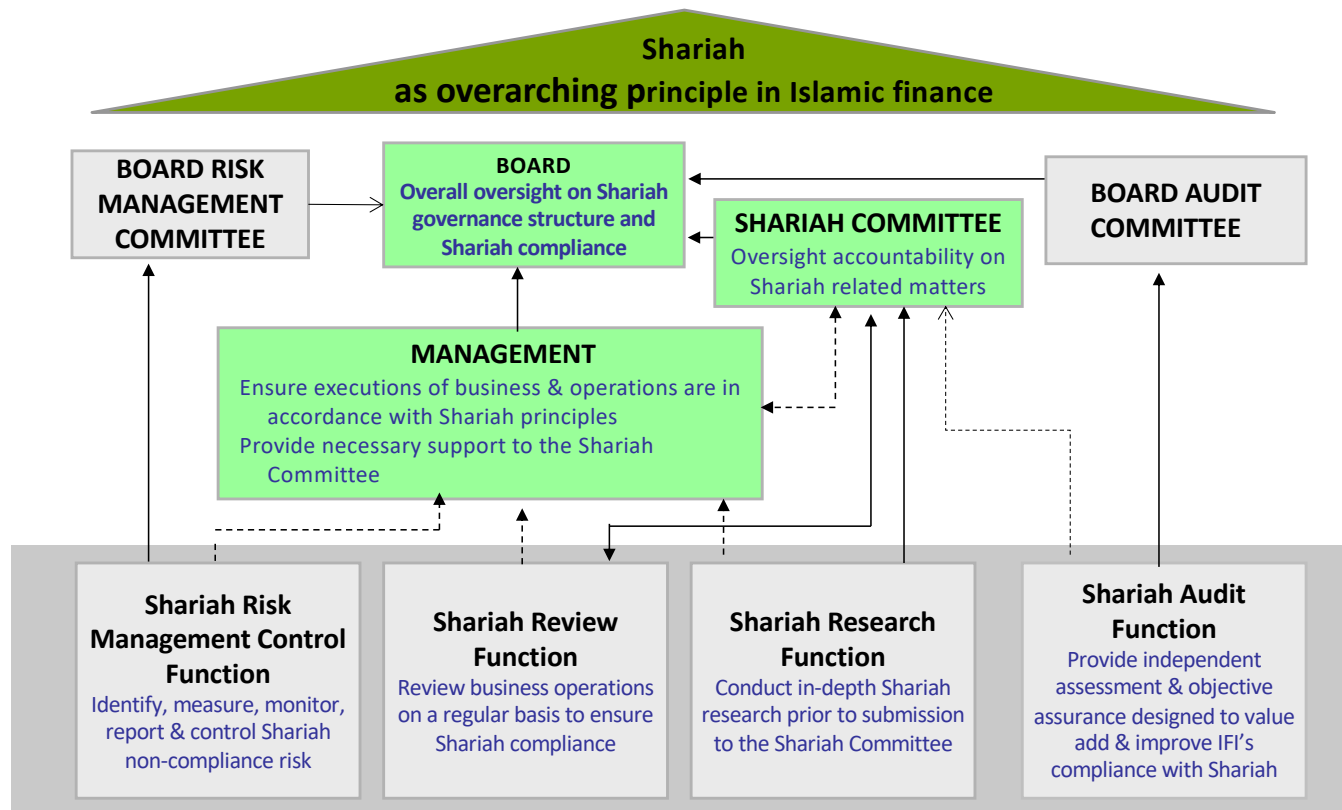 Shariah
as overarching principle in Islamic finance
BOARD RISK
MANAGEMENT
COMMITTEE
BOARD
Overall oversight on Shariah
governance structure and
Shariah compliance
SHARIAH COMMITTEE
Oversight accountability on
Shariah related matters
BOARD AUDIT
COMMITTEE
MANAGEMENT
Ensure executions of business & operations are in
accordance with Shariah principles
Provide necessary support to the Shariah
Committee
Shariah Risk
Management Control
Function
Identify, measure, monitor,
report & control Shariah
non-compliance risk
Shariah Review
Function
Review business operations
on a regular basis to ensure
Shariah compliance
Shariah Research
Function
Conduct in-depth Shariah
research prior to submission
to the Shariah Committee
Shariah Audit
Function
Provide independent
assessment & objective
assurance designed to value
add & improve IFI's
compliance with Shariah